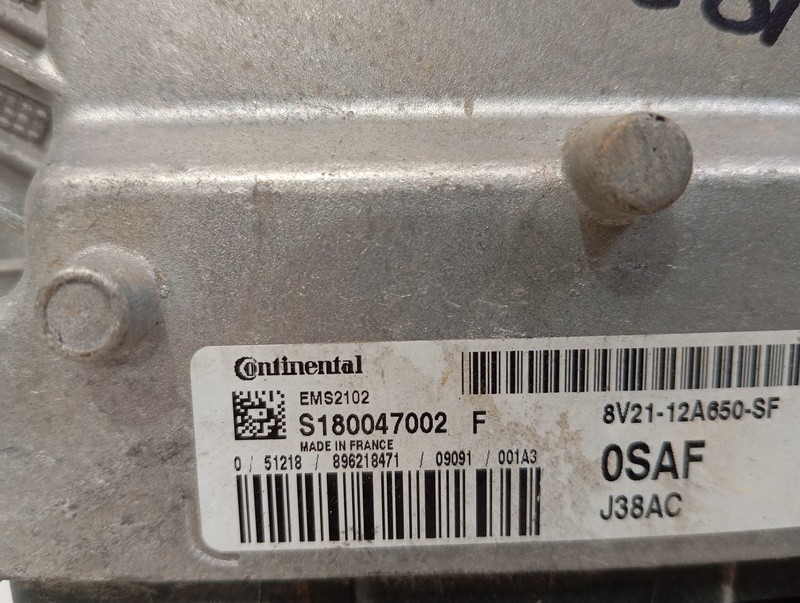 Continental
EMS2102
S180047002 F
MADE IN FRANCE
0 / 51218 / 896218471 / 09091 / 001A3
8V21-12A650-SF
0SAF
J38AC